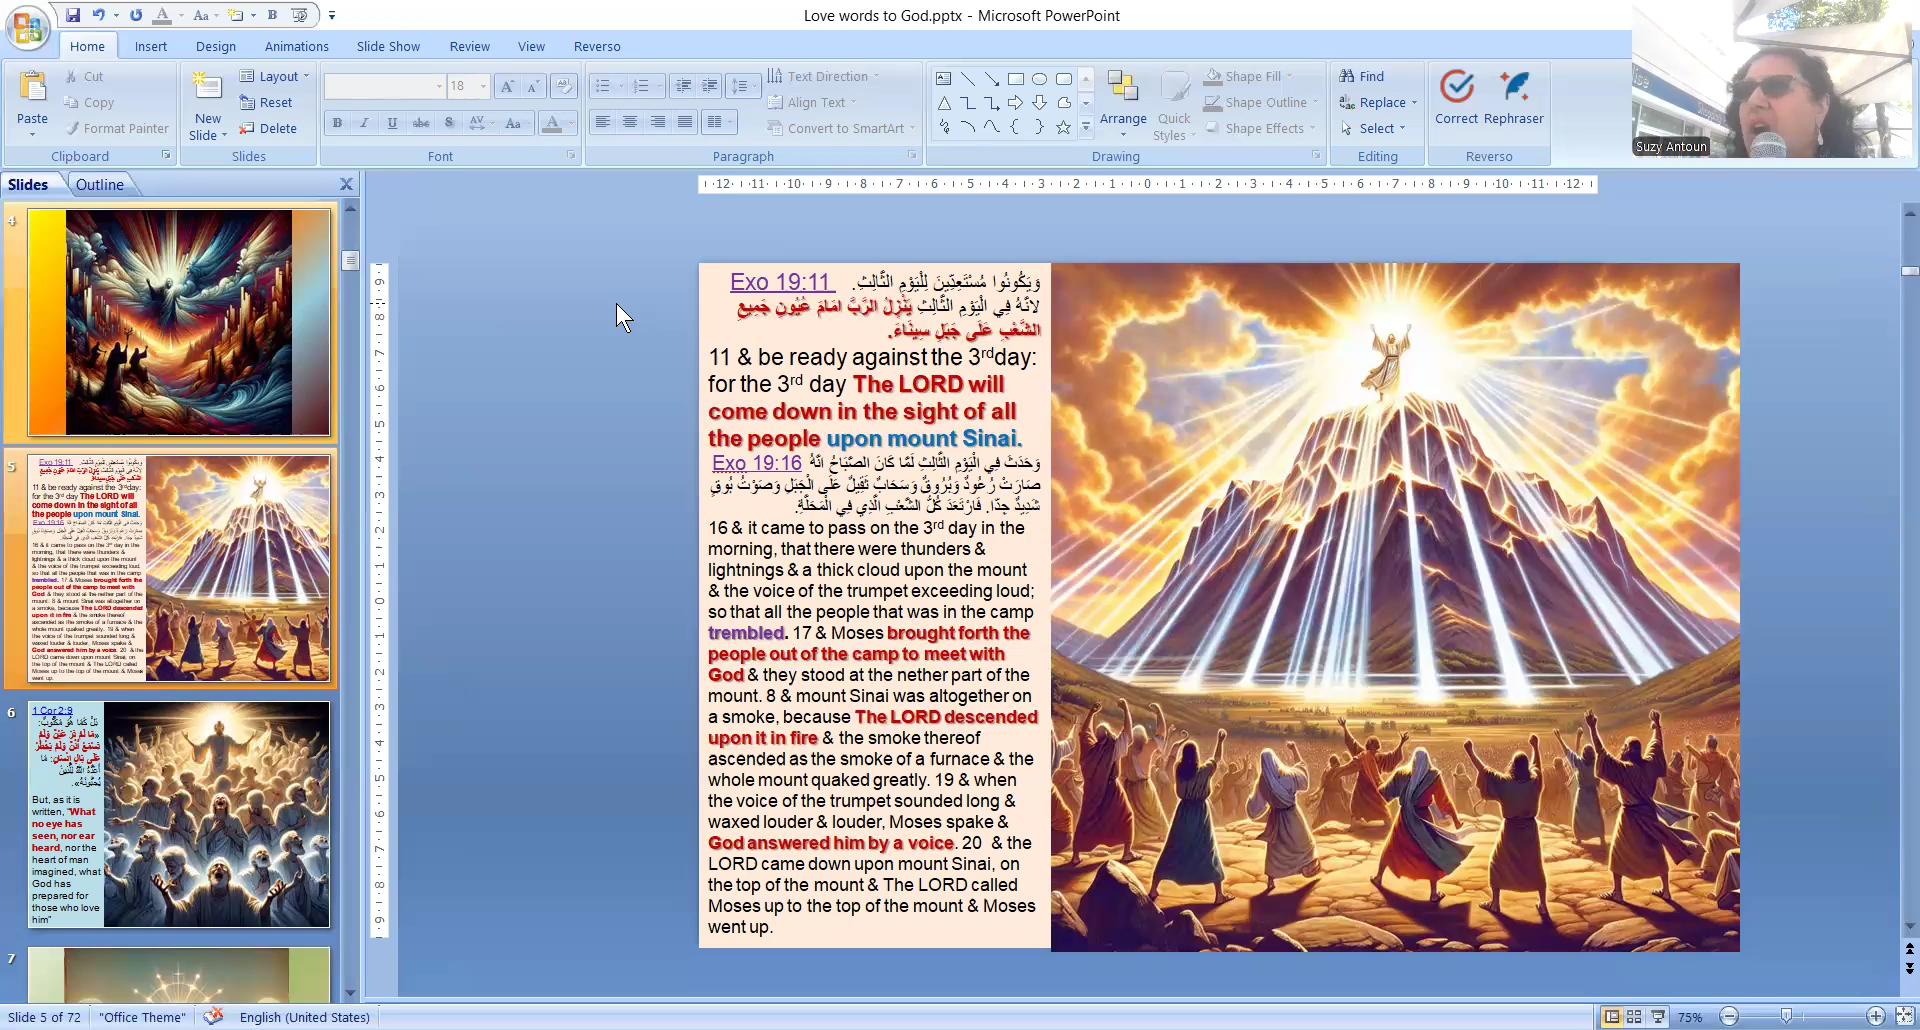 Love words to God.pptx - Microsoft PowerPoint
Home Insert Design Animations Slide Show Review View Reverso
Paste
Cut
Copy
Format Painter
Clipboard
New
Slide
Layout
Reset
Delete
Slides
18
Font
Text Direction
Align Text
Convert to SmartArt
Paragraph
Arrange
Quick
Styles
Shape Fill
Shape Outline
Shape Effects
Drawing
Find
Replace
Select
Editing
Correct Rephraser
Reverso
Suzy Antoun
Slides Outline
4
5
6
1 Cor 2:9
بَلْ كَمَا هُوَ مَكْتُوبٌ:
«مَا لَمْ تَرَ عَيْنٌ وَلَمْ
تَسْمَعْ أُذُنٌ وَلَمْ يَخْطُرْ
عَلَى بَالِ إِنْسَانٍ: مَا
أَعَدَّهُ اللهُ لِلَّذِينَ
يُحِبُّونَهُ».
But, as it is
written, "What
no eye has
seen, nor ear
heard, nor the
heart of man
imagined, what
God has
prepared for
those who love
him"
7
Exo 19:11 وَيَكُونُوا مُسْتَعِدِّينَ لِلْيَوْمِ الثَّالِثِ.
لانَّهُ فِي الْيَوْمِ الثَّالِثِ يَنْزِلُ الرَّبُّ امَامَ عُيُونِ جَمِيعِ
الشَّعْبِ عَلَى جَبَلِ سِينَاءَ.
11 & be ready against the 3rdday:
for the 3rd day The LORD will
come down in the sight of all
the people upon mount Sinai.
Exo 19:16 وَحَدَثَ فِي الْيَوْمِ الثَّالِثِ لَمَّا كَانَ الصَّبَاحُ انَّهُ
صَارَتْ رُعُودٌ وَبُرُوقٌ وَسَحَابٌ ثَقِيلٌ عَلَى الْجَبَلِ وَصَوْتُ بُوقٍ
شَدِيدٌ جِدّا. فَارْتَعَدَ كُلُّ الشَّعْبِ الَّذِي فِي الْمَحَلَّةِ.
16 & it came to pass on the 3rd day in the
morning, that there were thunders &
lightnings & a thick cloud upon the mount
& the voice of the trumpet exceeding loud;
so that all the people that was in the camp
trembled. 17 & Moses brought forth the
people out of the camp to meet with
God & they stood at the nether part of the
mount. 8 & mount Sinai was altogether on
a smoke, because The LORD descended
upon it in fire & the smoke thereof
ascended as the smoke of a furnace & the
whole mount quaked greatly. 19 & when
the voice of the trumpet sounded long &
waxed louder & louder, Moses spake &
God answered him by a voice. 20 & the
LORD came down upon mount Sinai, on
the top of the mount & The LORD called
Moses up to the top of the mount & Moses
went up.
Slide 5 of 72 "Office Theme" English (United States) 75%